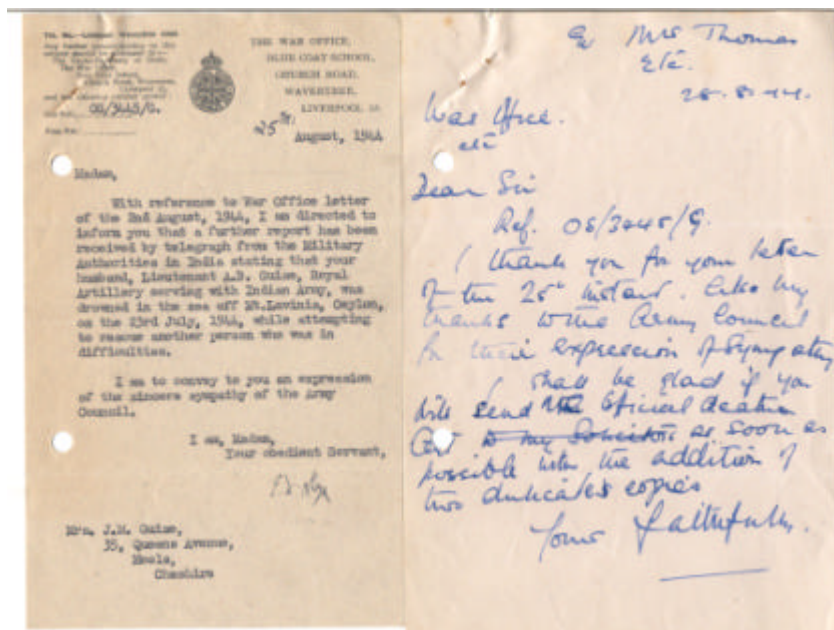 THE WAR OFFICE,
BLUE COAT SCHOOL,
CHURCH ROAD,
WAVERTREE,
LIVERPOOL
OS/3445/G.
25th August, 1944
Madam,
With reference to War Office letter
of the 2nd August, 1944, I am directed to
inform you that a further report has been
received by telegraph from the Military
Authorities in India stating that your
husband, Lieutenant A.B. Guise, Royal
Artillery serving with Indian Army, was
drowned in the sea off Mt.Lavinia, Ceylon,
on the 23rd July, 1944, while attempting
to rescue another person who was in
difficulties.
I am to convey to you an expression
of the sincere sympathy of the Army
Council.
I am, Madam,
Your obedient Servant,
Mrs. J.M. Guise,
35, Queens Avenue,
Cheshire
Mrs Thomas
Etc.
28.8.44.
War Office.
etc
Dear Sir
Ref. OS/3445/G.
I thank you for your letter
of the 25th instant. Also my
thanks to the Army Council
for their expression of sympathy
I shall be glad if you
will send the official death
Cert to my Solicitors as soon as
possible with the addition of
two duplicates copies
Yours faithfully.